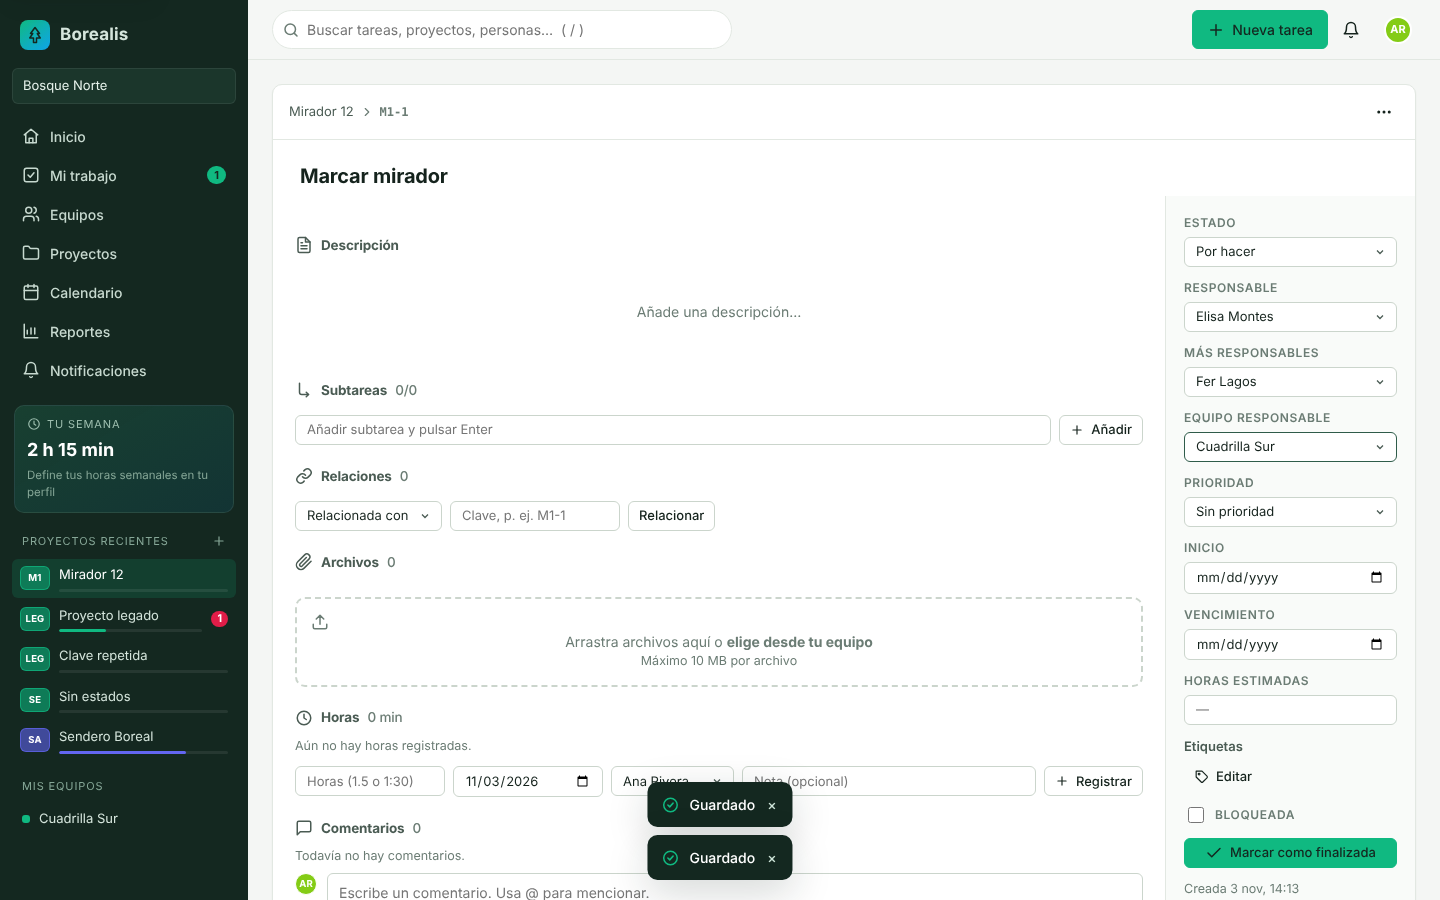 Borealis
Bosque Norte
Inicio
Mi trabajo 1
Equipos
Proyectos
Calendario
Reportes
Notificaciones
TU SEMANA
2 h 15 min
Define tus horas semanales en tu
perfil
PROYECTOS RECIENTES
M1 Mirador 12
LEG Proyecto legado 1
LEG Clave repetida
SE Sin estados
SA Sendero Boreal
MIS EQUIPOS
Cuadrilla Sur
Buscar tareas, proyectos, personas... ( / )
Nueva tarea
AR
Mirador 12 > M1-1
Marcar mirador
Descripción
Añade una descripción...
Subtareas 0/0
Añadir subtarea y pulsar Enter
Añadir
Relaciones 0
Relacionada con
Clave, p. ej. M1-1
Relacionar
Archivos 0
Arrastra archivos aquí o elige desde tu equipo
Máximo 10 MB por archivo
Horas 0 min
Aún no hay horas registradas.
Horas (1.5 o 1:30)
11/03/2026
Ana Rivera
Nota (opcional)
Registrar
Guardado ×
Guardado ×
Comentarios 0
Todavía no hay comentarios.
AR
Escribe un comentario. Usa @ para mencionar.
ESTADO
Por hacer
RESPONSABLE
Elisa Montes
MÁS RESPONSABLES
Fer Lagos
EQUIPO RESPONSABLE
Cuadrilla Sur
PRIORIDAD
Sin prioridad
INICIO
mm/dd/yyyy
VENCIMIENTO
mm/dd/yyyy
HORAS ESTIMADAS
—
Etiquetas
Editar
BLOQUEADA
Marcar como finalizada
Creada 3 nov, 14:13